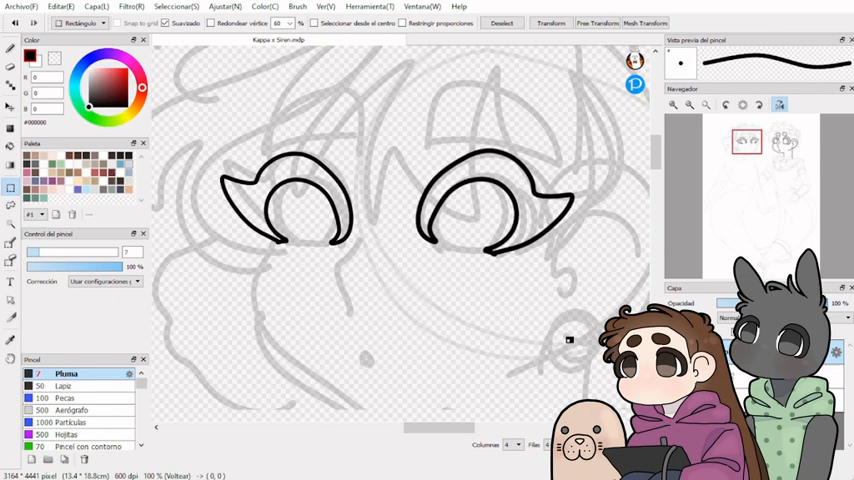 Archivo(F) Editar(E) Capa(L) Filtro(R) Seleccionar(S) Ajustar(N) Color(C) Brush Ver(V) Herramienta(T) Ventana(W) Help
Rectángulo Snap to grid Suavizado Redondear vértice 60 % Seleccionar desde el centro Restringir proporciones Deselect Transform Free Transform Mesh Transform
Color
Kappa x Siren.mdp
Vista previa del pincel
R 0
G 0
B 0
#000000
Navegador
Paleta
#1
Control del pincel
7
100 %
Corrección Usar configuraciones g
Capa
Opacidad 100 %
Normal
Pincel
7 Pluma
50 Lapiz
100 Pecas
500 Aerógrafo
1000 Partículas
500 Hojitas
70 Pincel con contorno
Columnas 4 Filas 4
3164 * 4441 pixel (13.4 * 18.8cm) 600 dpi 100 % (Voltear) -> ( 0, 0 )